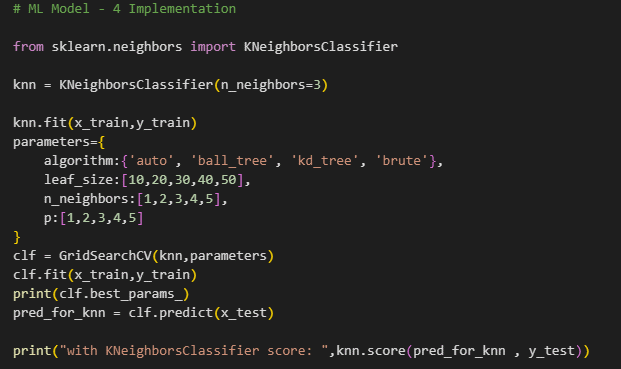 # ML Model - 4 Implementation
from sklearn.neighbors import KNeighborsClassifier
knn = KNeighborsClassifier(n_neighbors=3)
knn.fit(x_train,y_train)
parameters={
    algorithm:{'auto', 'ball_tree', 'kd_tree', 'brute'},
    leaf_size:[10,20,30,40,50],
    n_neighbors:[1,2,3,4,5],
    p:[1,2,3,4,5]
}
clf = GridSearchCV(knn,parameters)
clf.fit(x_train,y_train)
print(clf.best_params_)
pred_for_knn = clf.predict(x_test)
print("with KNeighborsClassifier score: ",knn.score(pred_for_knn , y_test))